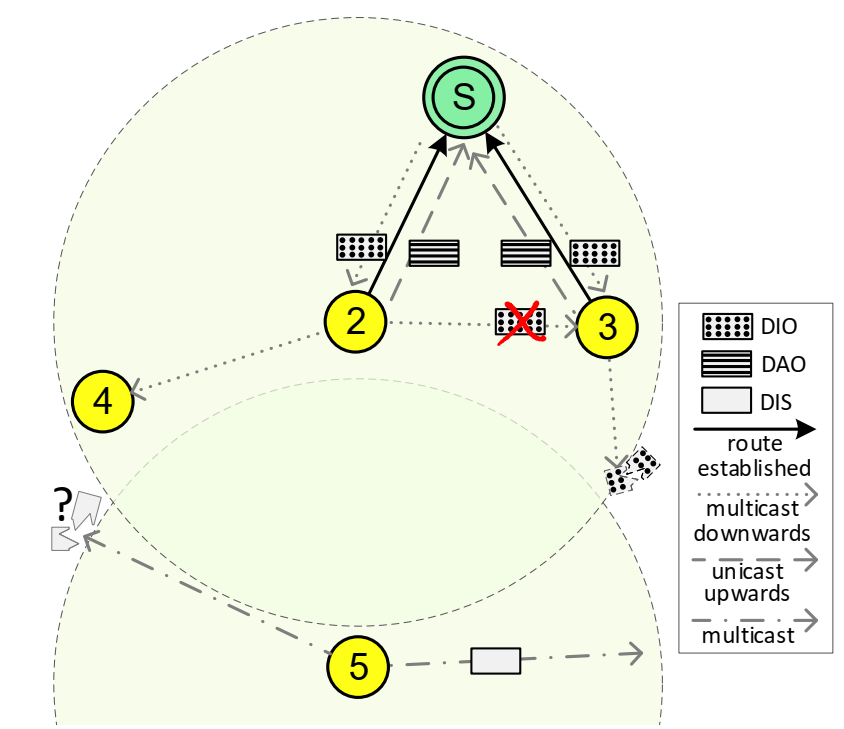 S
2
3
4
?
5
DIO
DAO
DIS
route
established
multicast
downwards
unicast
upwards
multicast